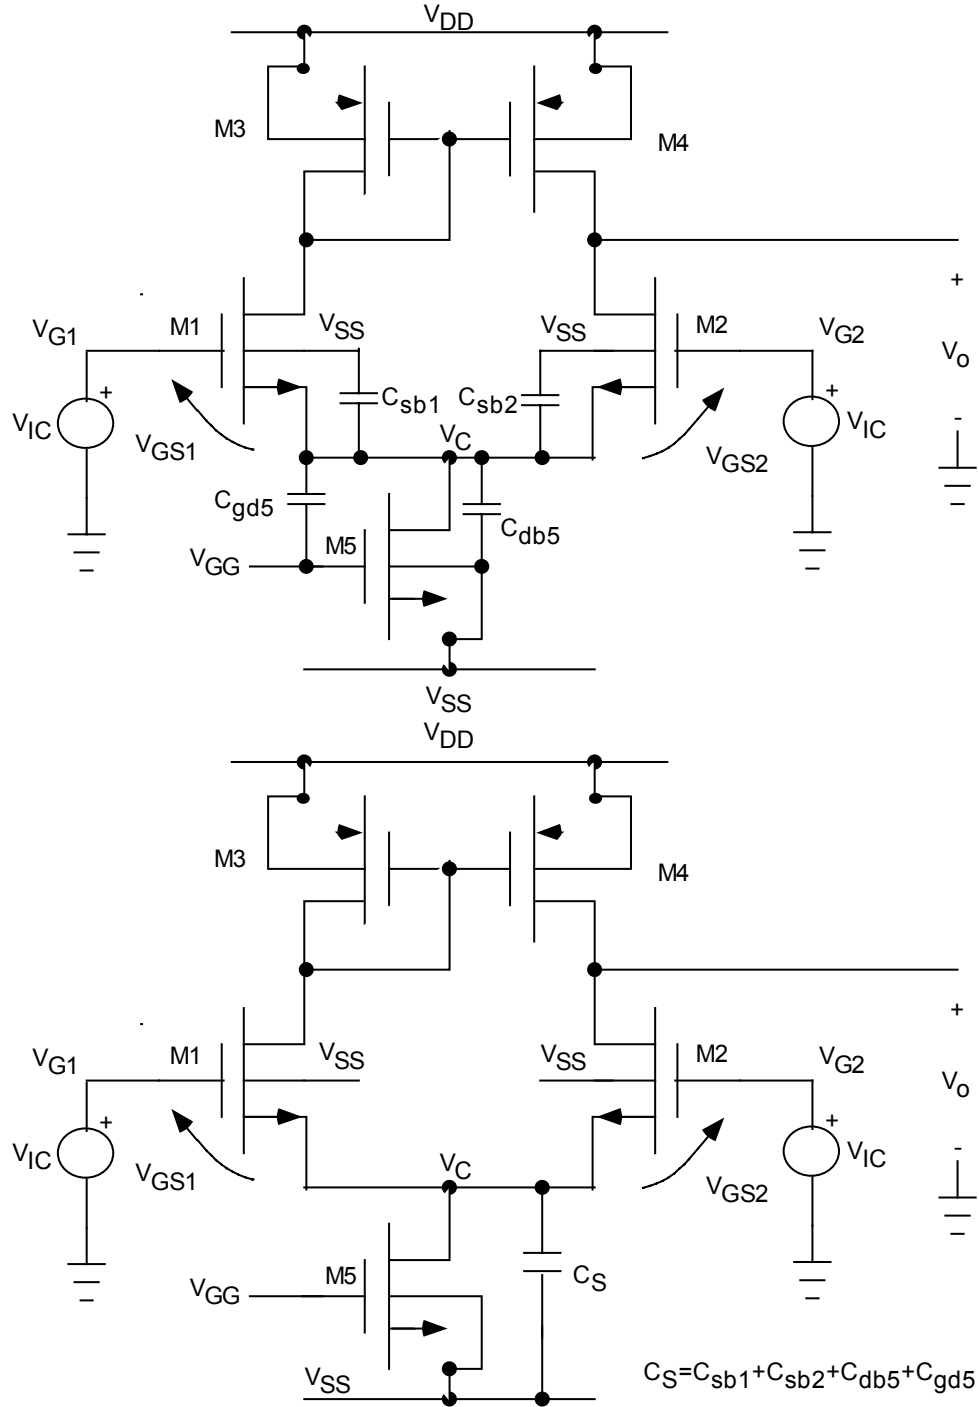 VDD
M3
M4
VG1
M1
VSS
VSS
M2
VG2
+
+
+
VIC
Csb1
Csb2
VIC
Vo
VGS1
VC
VGS2
-
Cgd5
Cdb5
VGG
M5
VSS
VDD
M3
M4
VG1
M1
VSS
VSS
M2
VG2
+
+
+
VIC
VIC
Vo
VGS1
VC
VGS2
-
VGG
M5
CS
VSS
CS=Csb1+Csb2+Cdb5+Cgd5